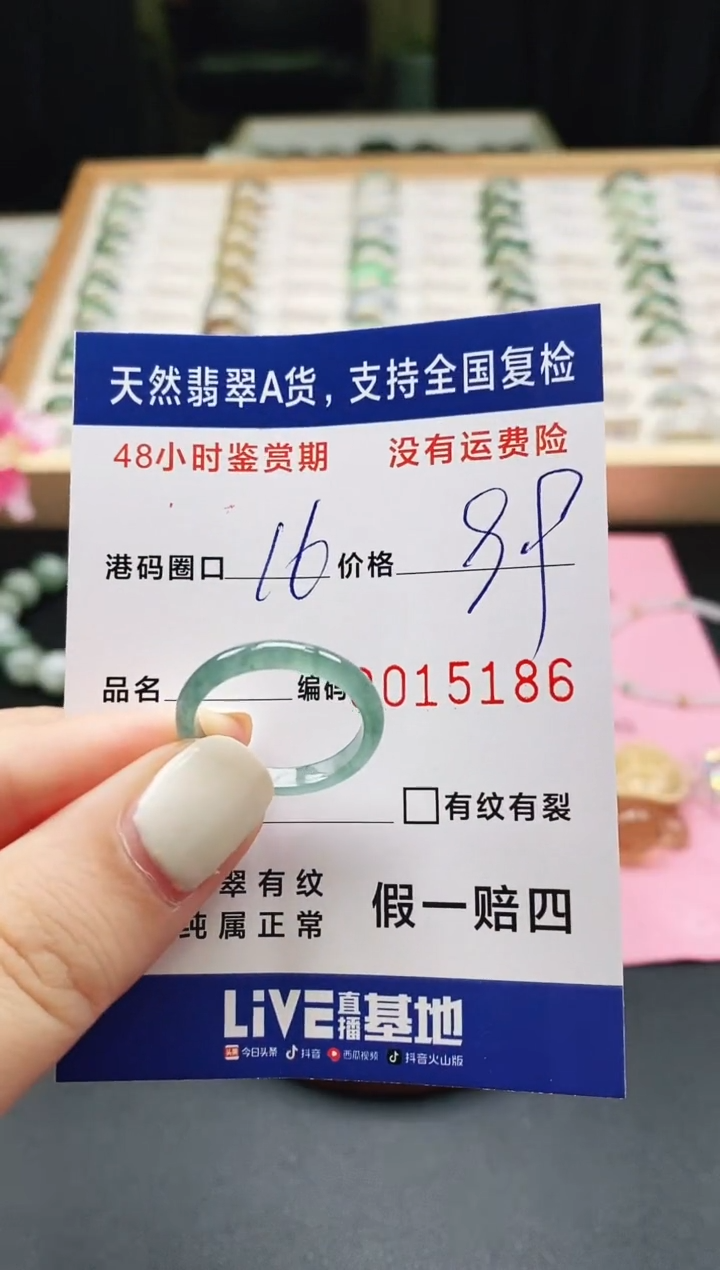 天然翡翠A货，支持全国复检
48小时鉴赏期 没有运费险
港码圈口 16 价格
品名 编码 015186
有纹有裂
翠有纹
纯属正常 假一赔四
LiVE直播基地
头条 今日头条 抖音 西瓜视频 抖音火山版